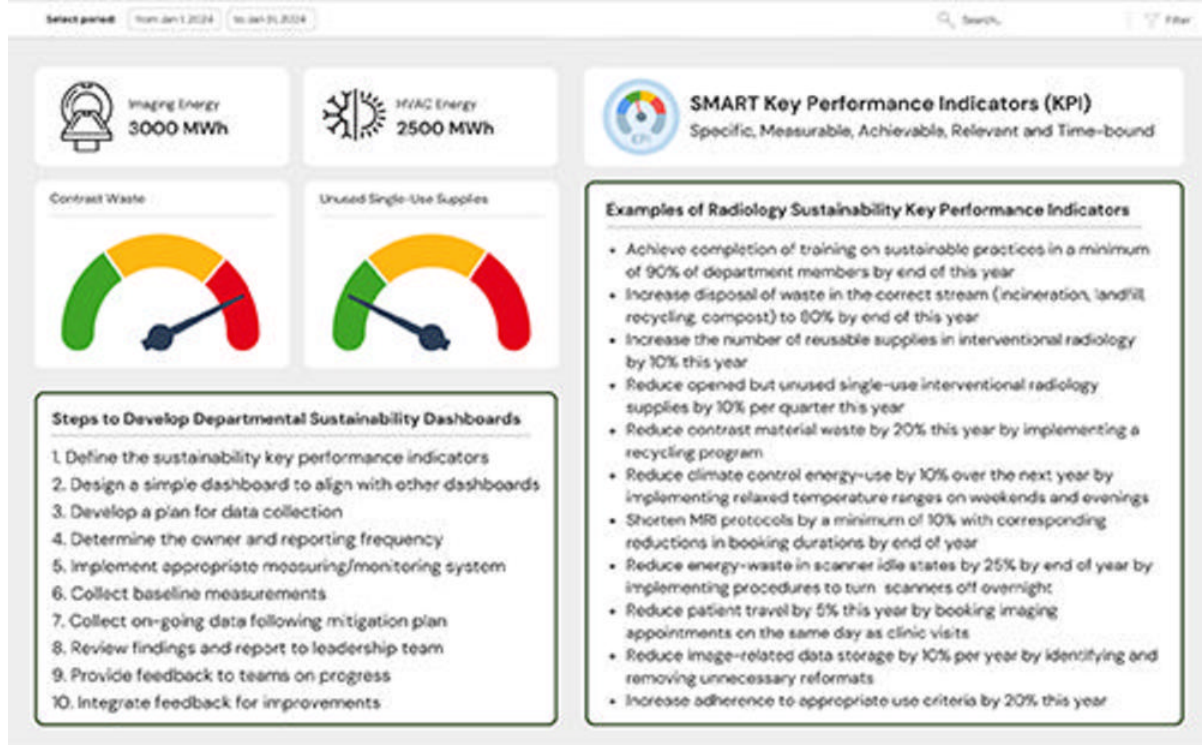 Select period: from Jan 1, 2024 to Jan 31, 2024 Search... Filter
Imaging Energy
3000 MWh
HVAC Energy
2500 MWh
KPI
SMART Key Performance Indicators (KPI)
Specific, Measurable, Achievable, Relevant and Time-bound
Contrast Waste
Unused Single-Use Supplies
Steps to Develop Departmental Sustainability Dashboards
1. Define the sustainability key performance indicators
2. Design a simple dashboard to align with other dashboards
3. Develop a plan for data collection
4. Determine the owner and reporting frequency
5. Implement appropriate measuring/monitoring system
6. Collect baseline measurements
7. Collect on-going data following mitigation plan
8. Review findings and report to leadership team
9. Provide feedback to teams on progress
10. Integrate feedback for improvements
Examples of Radiology Sustainability Key Performance Indicators
• Achieve completion of training on sustainable practices in a minimum
of 90% of department members by end of this year
• Increase disposal of waste in the correct stream (incineration, landfill,
recycling, compost) to 80% by end of this year
• Increase the number of reusable supplies in interventional radiology
by 10% this year
• Reduce opened but unused single-use interventional radiology
supplies by 10% per quarter this year
• Reduce contrast material waste by 20% this year by implementing a
recycling program
• Reduce climate control energy-use by 10% over the next year by
implementing relaxed temperature ranges on weekends and evenings
• Shorten MRI protocols by a minimum of 10% with corresponding
reductions in booking durations by end of year
• Reduce energy-waste in scanner idle states by 25% by end of year by
implementing procedures to turn scanners off overnight
• Reduce patient travel by 5% this year by booking imaging
appointments on the same day as clinic visits
• Reduce image-related data storage by 10% per year by identifying and
removing unnecessary reformats
• Increase adherence to appropriate use criteria by 20% this year